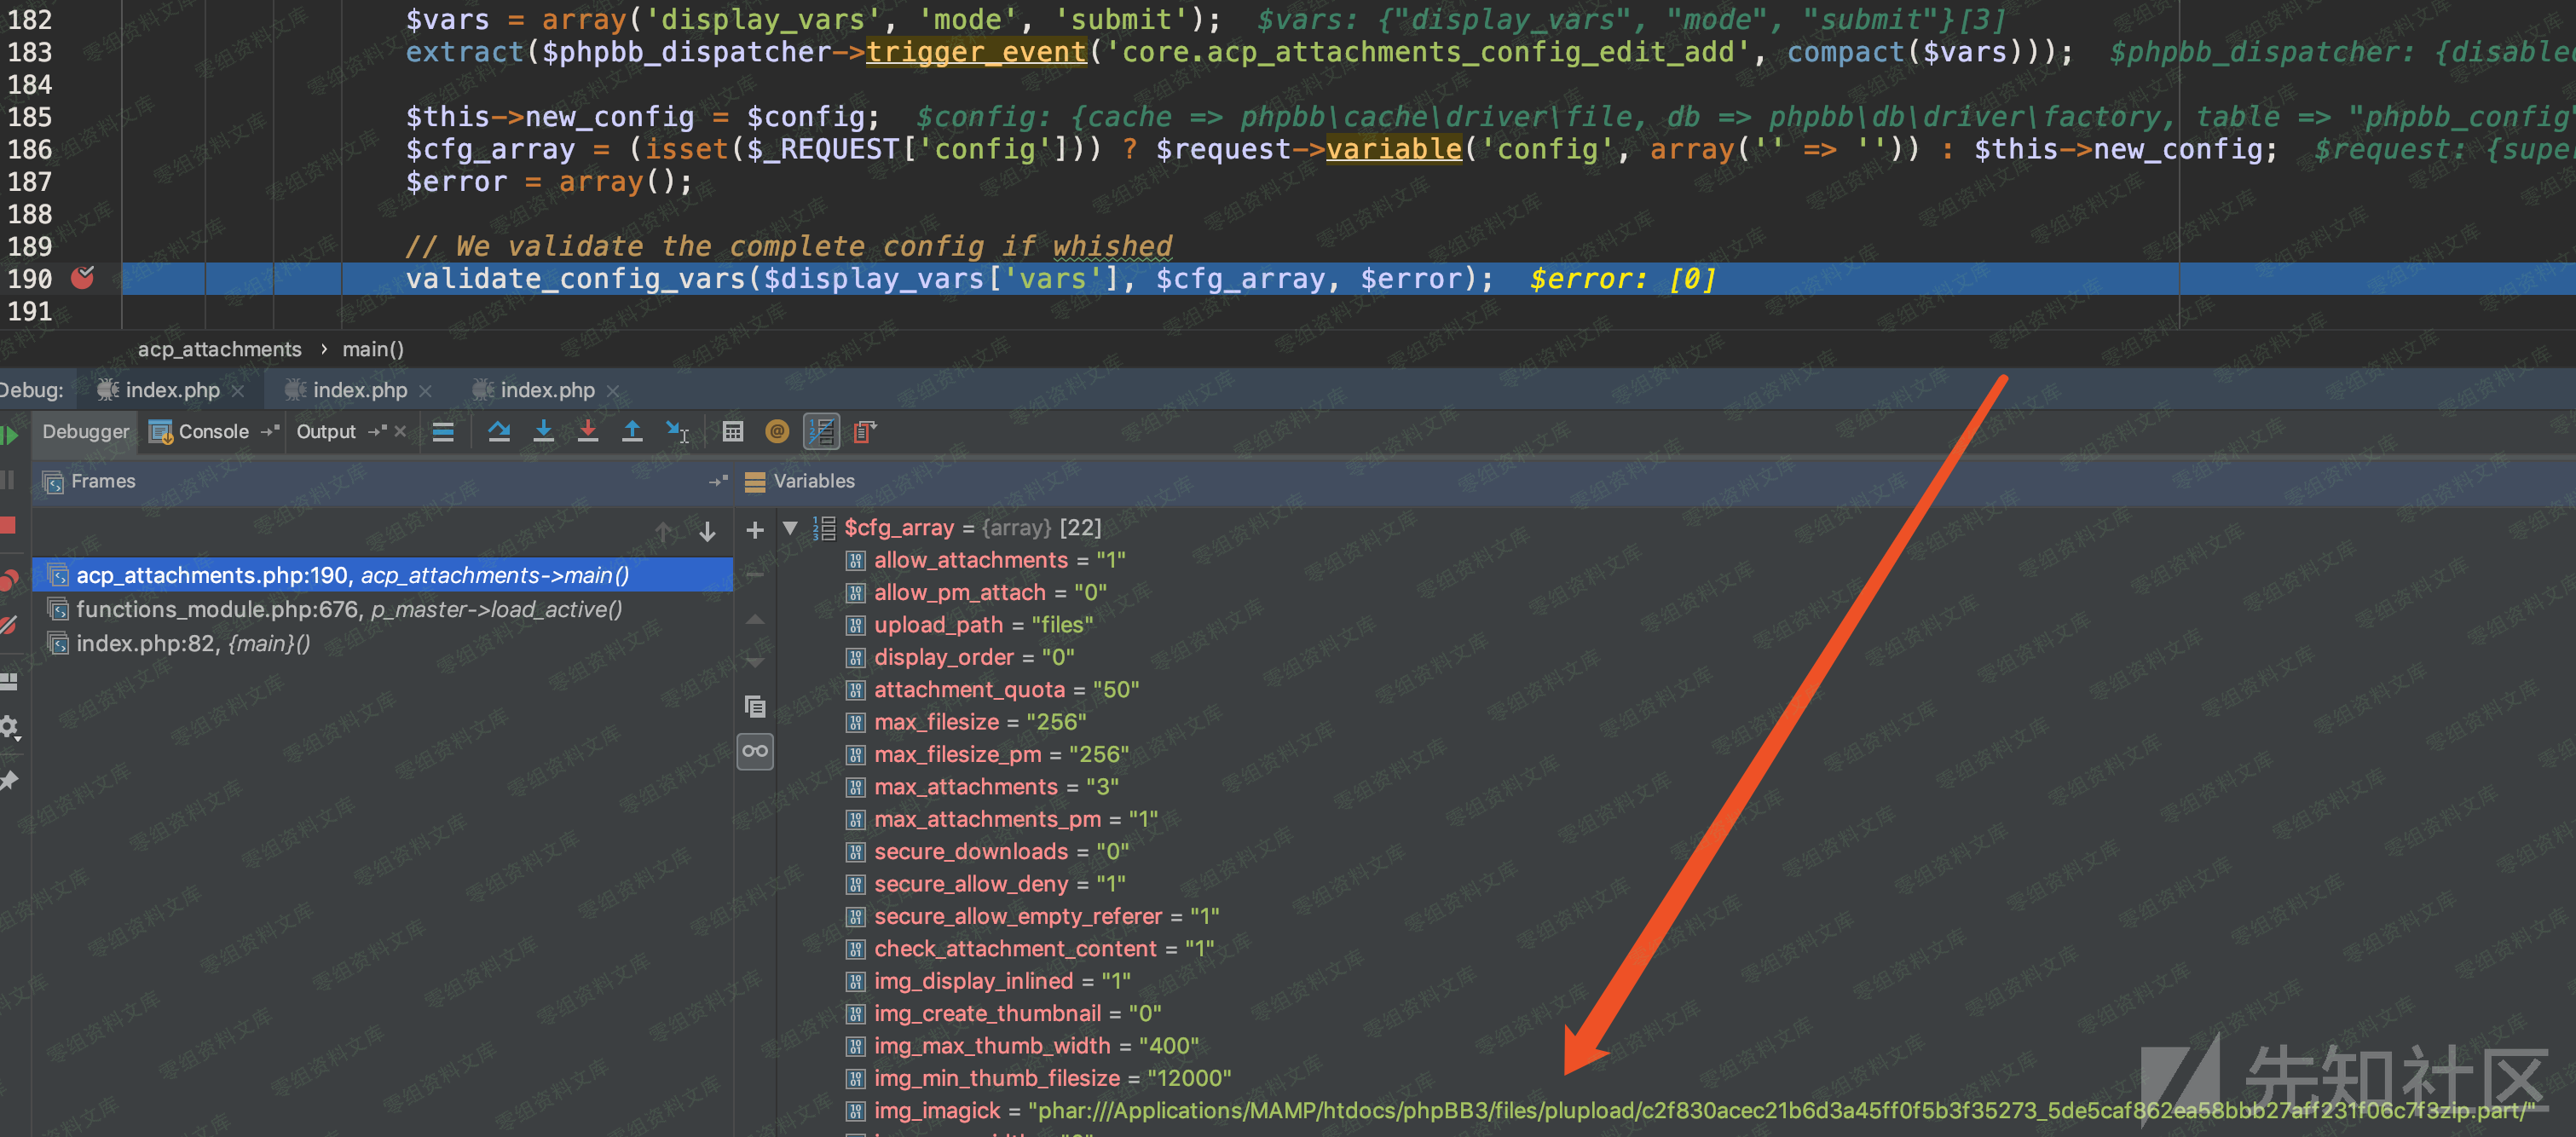 182 $vars = array('display_vars', 'mode', 'submit'); $vars: {"display_vars", "mode", "submit"}[3]
183 extract($phpbb_dispatcher->trigger_event('core.acp_attachments_config_edit_add', compact($vars))); $phpbb_dispatcher: {disable
184
185 $this->new_config = $config; $config: {cache => phpbb\cache\driver\file, db => phpbb\db\driver\factory, table => "phpbb_config"
186 $cfg_array = (isset($_REQUEST['config'])) ? $request->variable('config', array('' => '')) : $this->new_config; $request: {supe
187 $error = array();
188
189 // We validate the complete config if whished
190 validate_config_vars($display_vars['vars'], $cfg_array, $error); $error: [0]
191
acp_attachments › main()
Debug: index.php index.php index.php
Debugger Console Output
Frames Variables
$cfg_array = {array} [22]
allow_attachments = "1"
acp_attachments.php:190, acp_attachments->main()
allow_pm_attach = "0"
functions_module.php:676, p_master->load_active()
upload_path = "files"
index.php:82, {main}()
display_order = "0"
attachment_quota = "50"
max_filesize = "256"
max_filesize_pm = "256"
max_attachments = "3"
max_attachments_pm = "1"
secure_downloads = "0"
secure_allow_deny = "1"
secure_allow_empty_referer = "1"
check_attachment_content = "1"
img_display_inlined = "1"
img_create_thumbnail = "0"
img_max_thumb_width = "400"
img_min_thumb_filesize = "12000"
img_imagick = "phar:///Applications/MAMP/htdocs/phpBB3/files/plupload/c2f830acec21b6d3a45ff0f5b3f35273_5de5caf862ea58bbb27aff231f06c7f3zip.part/"
先知社区
零组资料文库